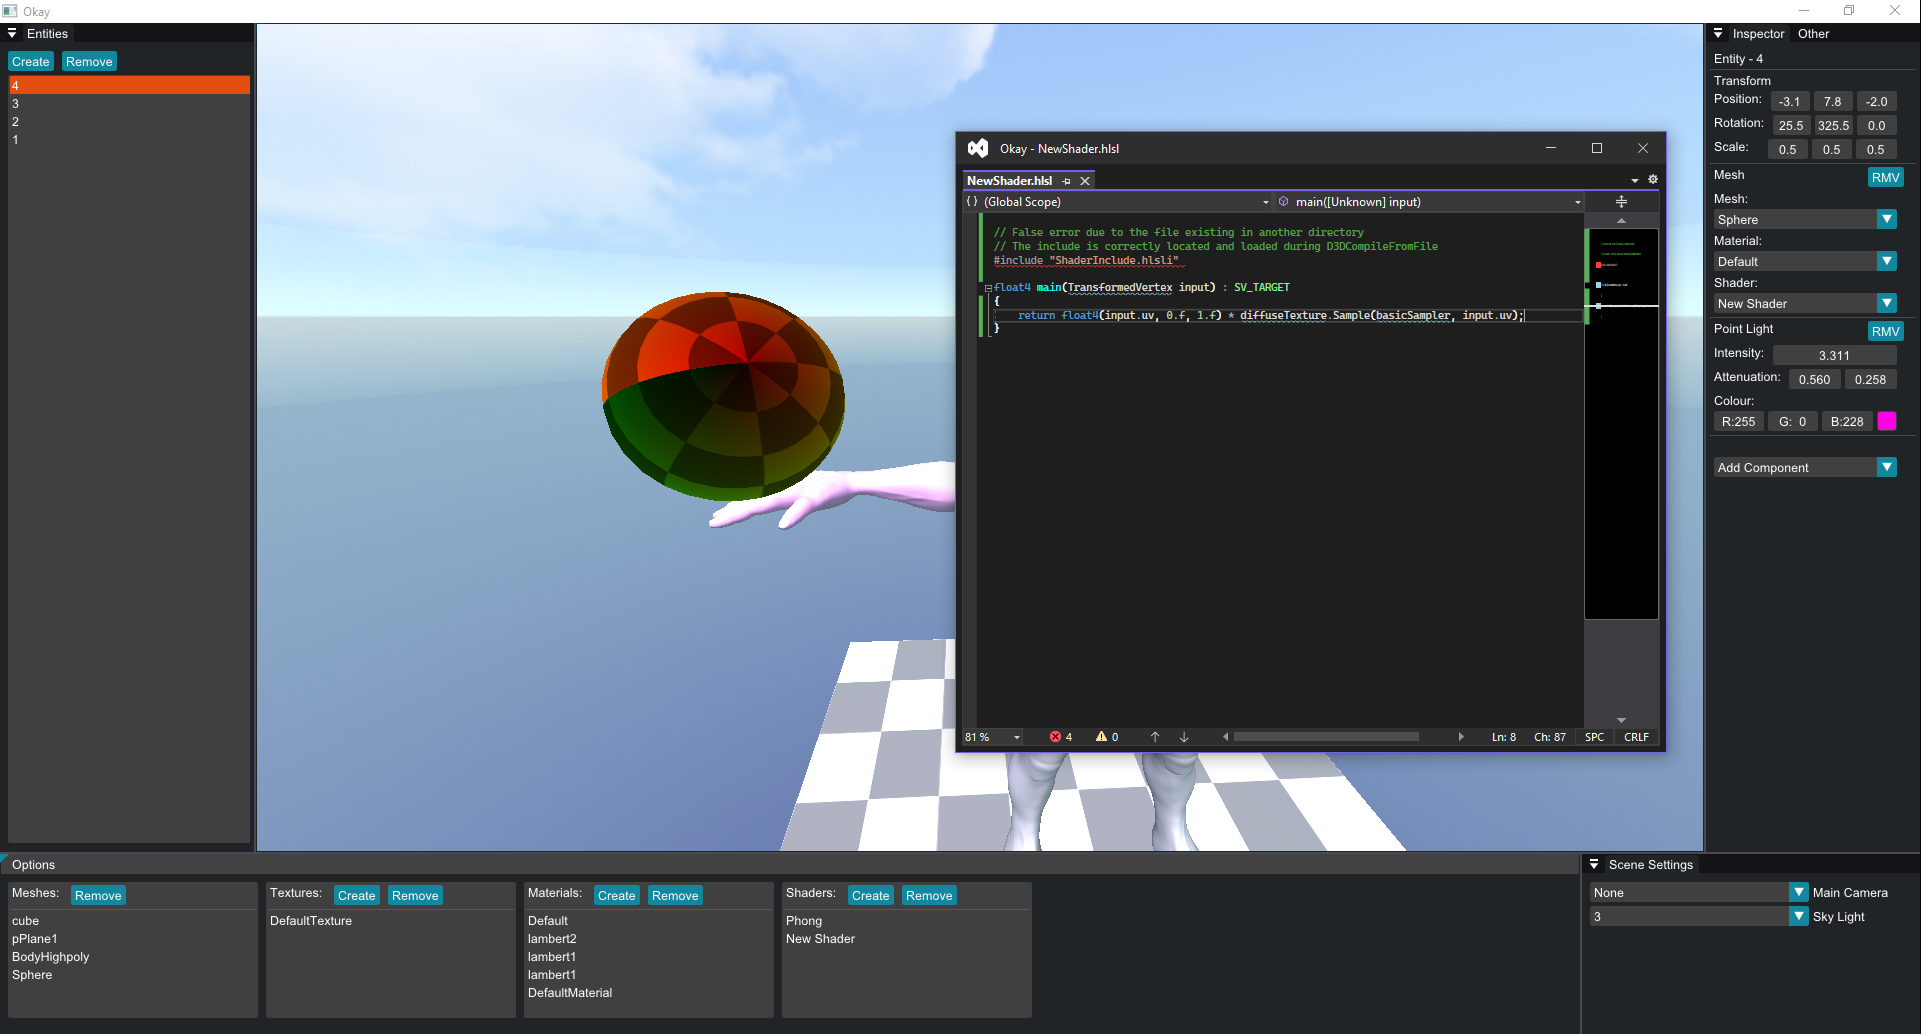 Okay
Entities
Create Remove
4
3
2
1
Okay - NewShader.hlsl
NewShader.hlsl
{ } (Global Scope) main([Unknown] input)
// False error due to the file existing in another directory
// The include is correctly located and loaded during D3DCompileFromFile
#include "ShaderInclude.hlsli"
float4 main(TransformedVertex input) : SV_TARGET
{
return float4(input.uv, 0.f, 1.f) * diffuseTexture.Sample(basicSampler, input.uv);
}
81 % 4 0 Ln: 8 Ch: 87 SPC CRLF
Inspector Other
Entity - 4
Transform
Position: -3.1 7.8 -2.0
Rotation: 25.5 325.5 0.0
Scale: 0.5 0.5 0.5
Mesh RMV
Mesh:
Sphere
Material:
Default
Shader:
New Shader
Point Light RMV
Intensity: 3.311
Attenuation: 0.560 0.258
Colour:
R:255 G: 0 B:228
Add Component
Options
Meshes: Remove
cube
pPlane1
BodyHighpoly
Sphere
Textures: Create Remove
DefaultTexture
Materials: Create Remove
Default
lambert2
lambert1
lambert1
DefaultMaterial
Shaders: Create Remove
Phong
New Shader
Scene Settings
None Main Camera
3 Sky Light